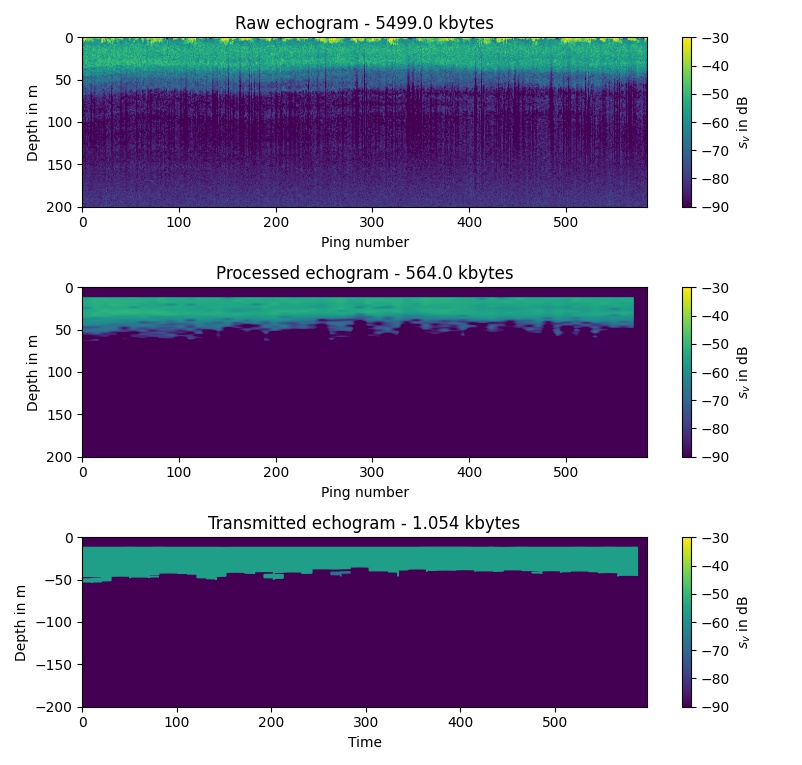 Raw echogram - 5499.0 kbytes
0
50
100
150
200
Depth in m
0 100 200 300 400 500
Ping number
−30
−40
−50
−60
−70
−80
−90
sv in dB
Processed echogram - 564.0 kbytes
0
50
100
150
200
Depth in m
0 100 200 300 400 500
Ping number
−30
−40
−50
−60
−70
−80
−90
sv in dB
Transmitted echogram - 1.054 kbytes
0
−50
−100
−150
−200
Depth in m
0 100 200 300 400 500
Time
−30
−40
−50
−60
−70
−80
−90
sv in dB